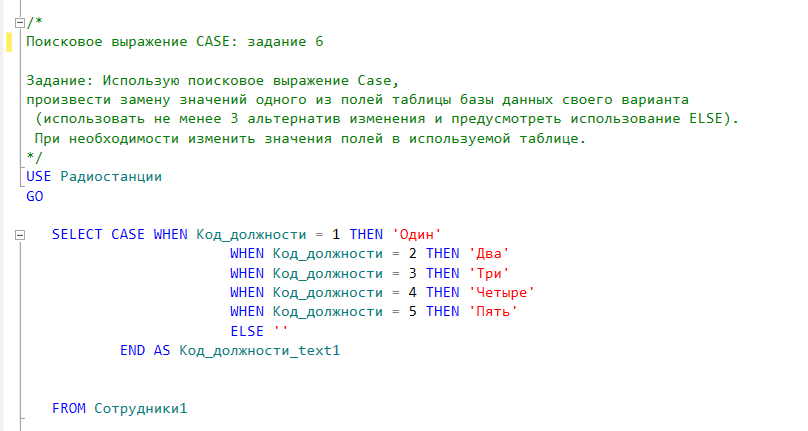 /*
Поисковое выражение CASE: задание 6
Задание: Использую поисковое выражение Case,
произвести замену значений одного из полей таблицы базы данных своего варианта
(использовать не менее 3 альтернатив изменения и предусмотреть использование ELSE).
При необходимости изменить значения полей в используемой таблице.
*/
USE Радиостанции
GO
SELECT CASE WHEN Код_должности = 1 THEN 'Один'
WHEN Код_должности = 2 THEN 'Два'
WHEN Код_должности = 3 THEN 'Три'
WHEN Код_должности = 4 THEN 'Четыре'
WHEN Код_должности = 5 THEN 'Пять'
ELSE ''
END AS Код_должности_text1
FROM Сотрудники1